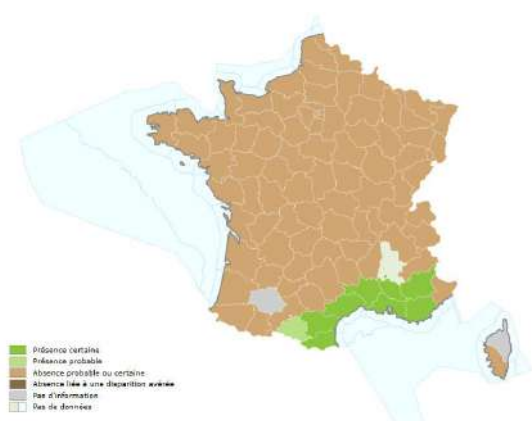 Présence certaine
Présence probable
Absence probable ou certaine
Absence liée à une disparition avérée
Pas d'information
Pas de données